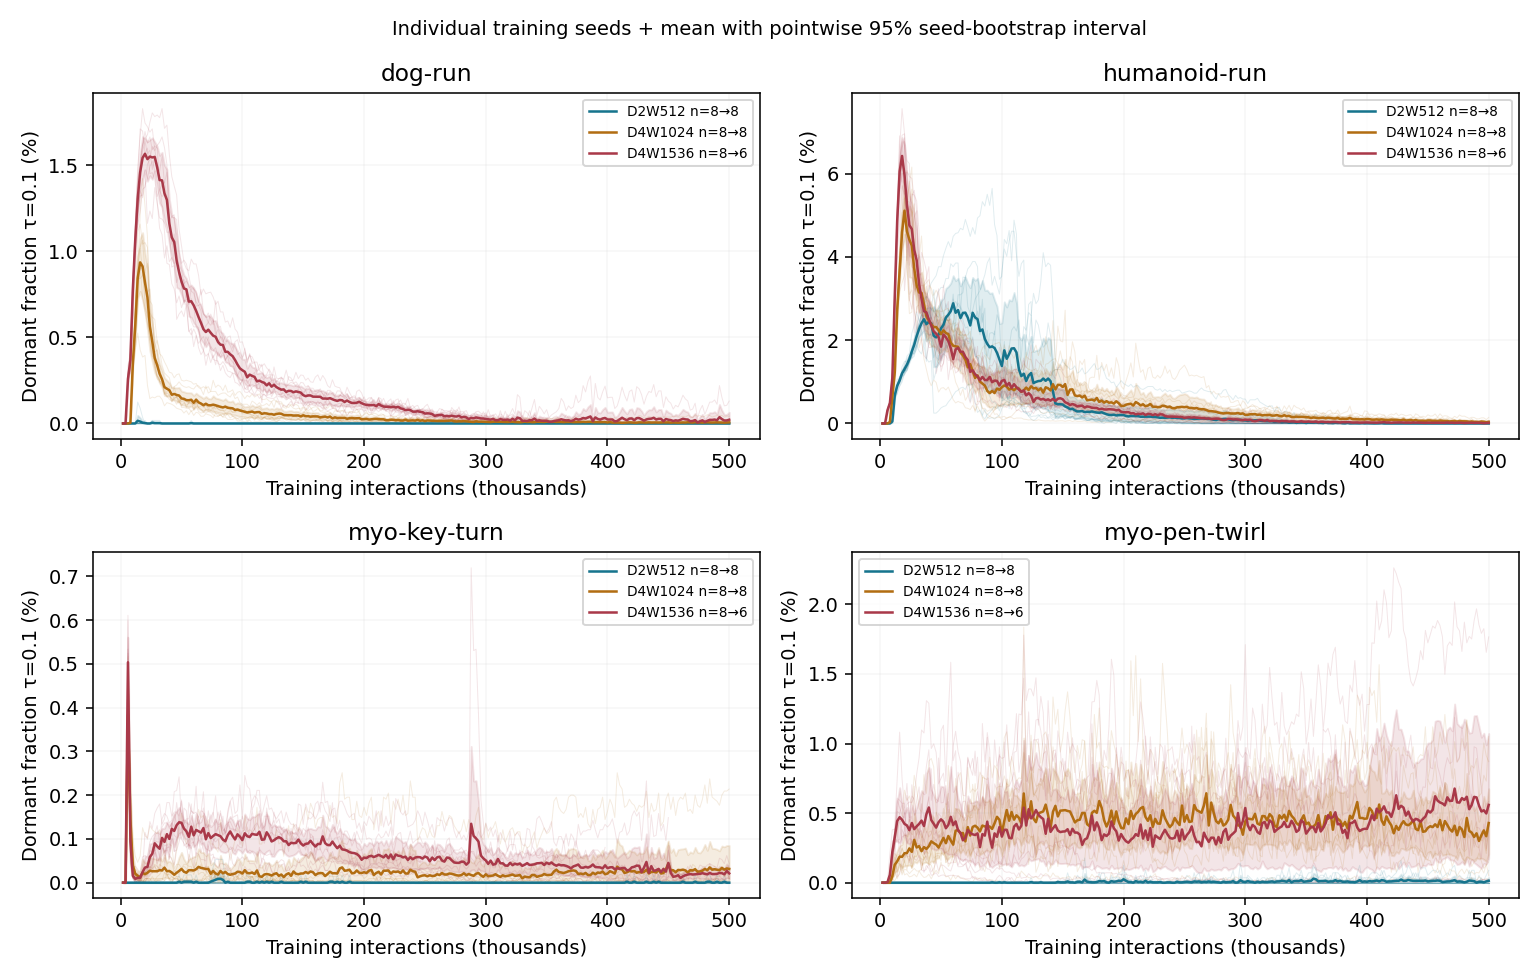 Individual training seeds + mean with pointwise 95% seed-bootstrap interval
dog-run
Dormant fraction τ=0.1 (%)
1.5
1.0
0.5
0.0
D2W512 n=8→8
D4W1024 n=8→8
D4W1536 n=8→6
0 100 200 300 400 500
Training interactions (thousands)
humanoid-run
Dormant fraction τ=0.1 (%)
6
4
2
0
D2W512 n=8→8
D4W1024 n=8→8
D4W1536 n=8→6
0 100 200 300 400 500
Training interactions (thousands)
myo-key-turn
Dormant fraction τ=0.1 (%)
0.7
0.6
0.5
0.4
0.3
0.2
0.1
0.0
D2W512 n=8→8
D4W1024 n=8→8
D4W1536 n=8→6
0 100 200 300 400 500
Training interactions (thousands)
myo-pen-twirl
Dormant fraction τ=0.1 (%)
2.0
1.5
1.0
0.5
0.0
D2W512 n=8→8
D4W1024 n=8→8
D4W1536 n=8→6
0 100 200 300 400 500
Training interactions (thousands)